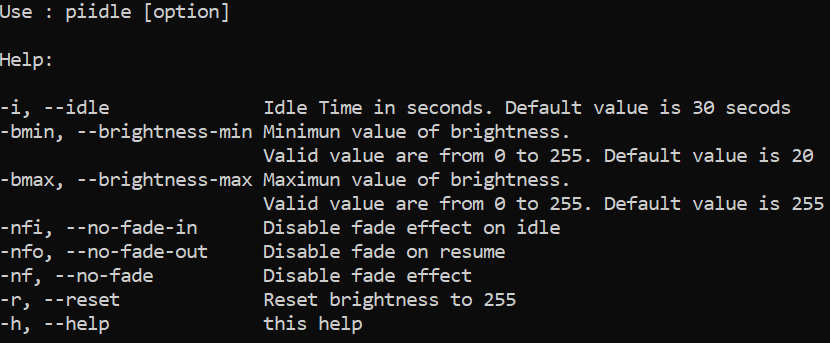 Use : piidle [option]
Help:
-i, --idle Idle Time in seconds. Default value is 30 secods
-bmin, --brightness-min Minimun value of brightness.
Valid value are from 0 to 255. Default value is 20
-bmax, --brightness-max Maximun value of brightness.
Valid value are from 0 to 255. Default value is 255
-nfi, --no-fade-in Disable fade effect on idle
-nfo, --no-fade-out Disable fade on resume
-nf, --no-fade Disable fade effect
-r, --reset Reset brightness to 255
-h, --help this help